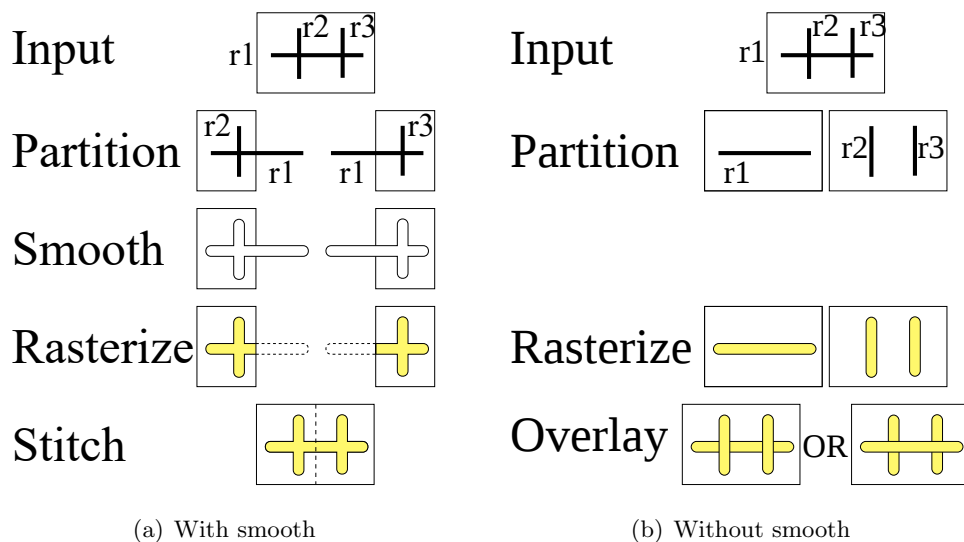 Input
r1
r2
r3
Partition
r2
r1
r1
r3
Smooth
Rasterize
Stitch
(a) With smooth
Input
r1
r2
r3
Partition
r1
r2
r3
Rasterize
Overlay
OR
(b) Without smooth